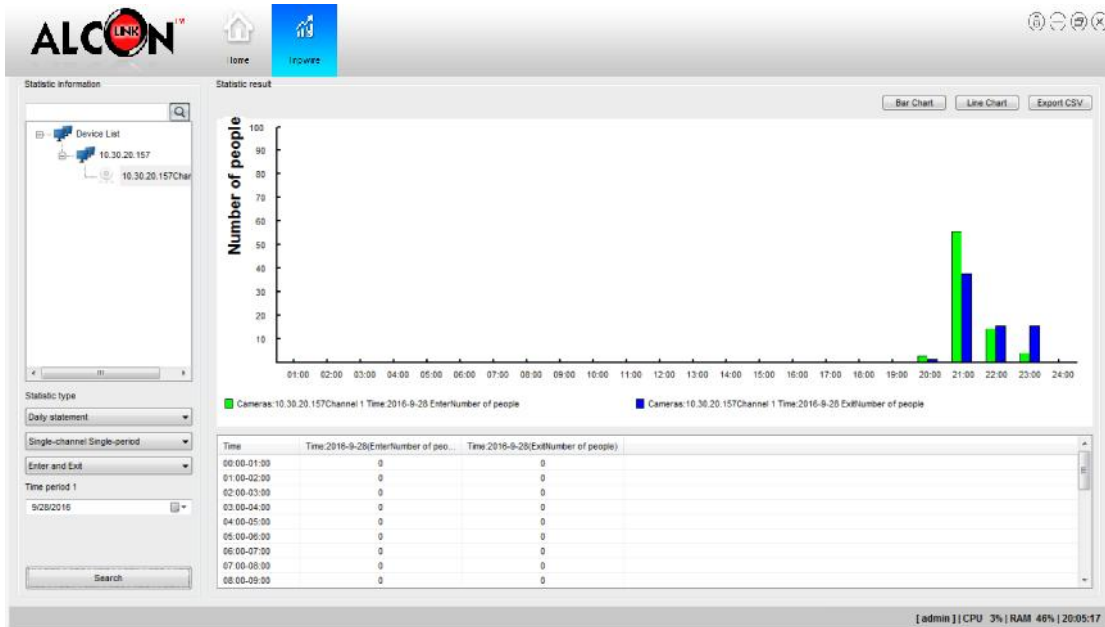 ALCON LINK TM
Home
Tripwire
Statistic information
Device List
10.30.20.157
10.30.20.157Char
Statistic type
Daily statement
Single-channel Single-period
Enter and Exit
Time period 1
9/28/2016
Search
Statistic result
Bar Chart Line Chart Export CSV
Number of people
100
90
80
70
60
50
40
30
20
10
01:00 02:00 03:00 04:00 05:00 06:00 07:00 08:00 09:00 10:00 11:00 12:00 13:00 14:00 15:00 16:00 17:00 18:00 19:00 20:00 21:00 22:00 23:00 24:00
Cameras:10.30.20.157Channel 1 Time:2016-9-28 EnterNumber of people Cameras:10.30.20.157Channel 1 Time:2016-9-28 ExitNumber of people
Time Time:2016-9-28(EnterNumber of peo... Time:2016-9-28(ExitNumber of people)
00:00-01:00 0 0
01:00-02:00 0 0
02:00-03:00 0 0
03:00-04:00 0 0
04:00-05:00 0 0
05:00-06:00 0 0
06:00-07:00 0 0
07:00-08:00 0 0
08:00-09:00 0 0
[ admin ] | CPU 3% | RAM 46% | 20:05:17